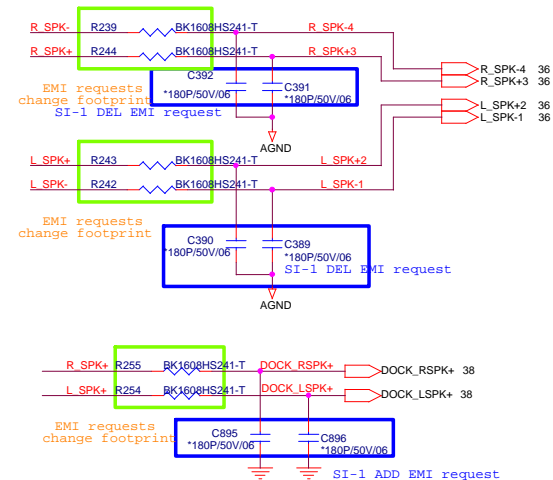 R_SPK- R239 BK1608HS241-T R_SPK-4
R_SPK+ R244 BK1608HS241-T R_SPK+3
R_SPK-4 36
R_SPK+3 36
C392
*180P/50V/06
C391
*180P/50V/06
EMI requests
change footprint
SI-1 DEL EMI request
L_SPK+2 36
L_SPK-1 36
AGND
L_SPK+ R243 BK1608HS241-T L_SPK+2
L_SPK- R242 BK1608HS241-T L_SPK-1
EMI requests
change footprint
C390
*180P/50V/06
C389
*180P/50V/06
SI-1 DEL EMI request
AGND
R_SPK+ R255 BK1608HS241-T DOCK_RSPK+ DOCK_RSPK+ 38
L_SPK+ R254 BK1608HS241-T DOCK_LSPK+ DOCK_LSPK+ 38
EMI requests
change footprint
C895
*180P/50V/06
C896
*180P/50V/06
SI-1 ADD EMI request